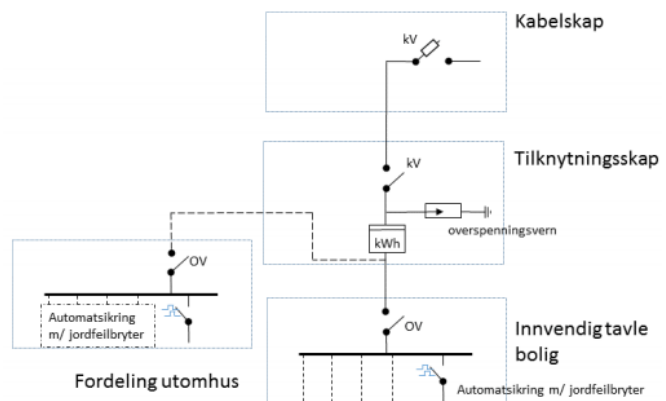 Kabelskap
kV
Tilknytningsskap
kV
overspenningsvern
kWh
OV
Automatsikring
m/ jordfeilbryter
Fordeling utomhus
OV
Innvendig tavle
bolig
Automatsikring m/ jordfeilbryter